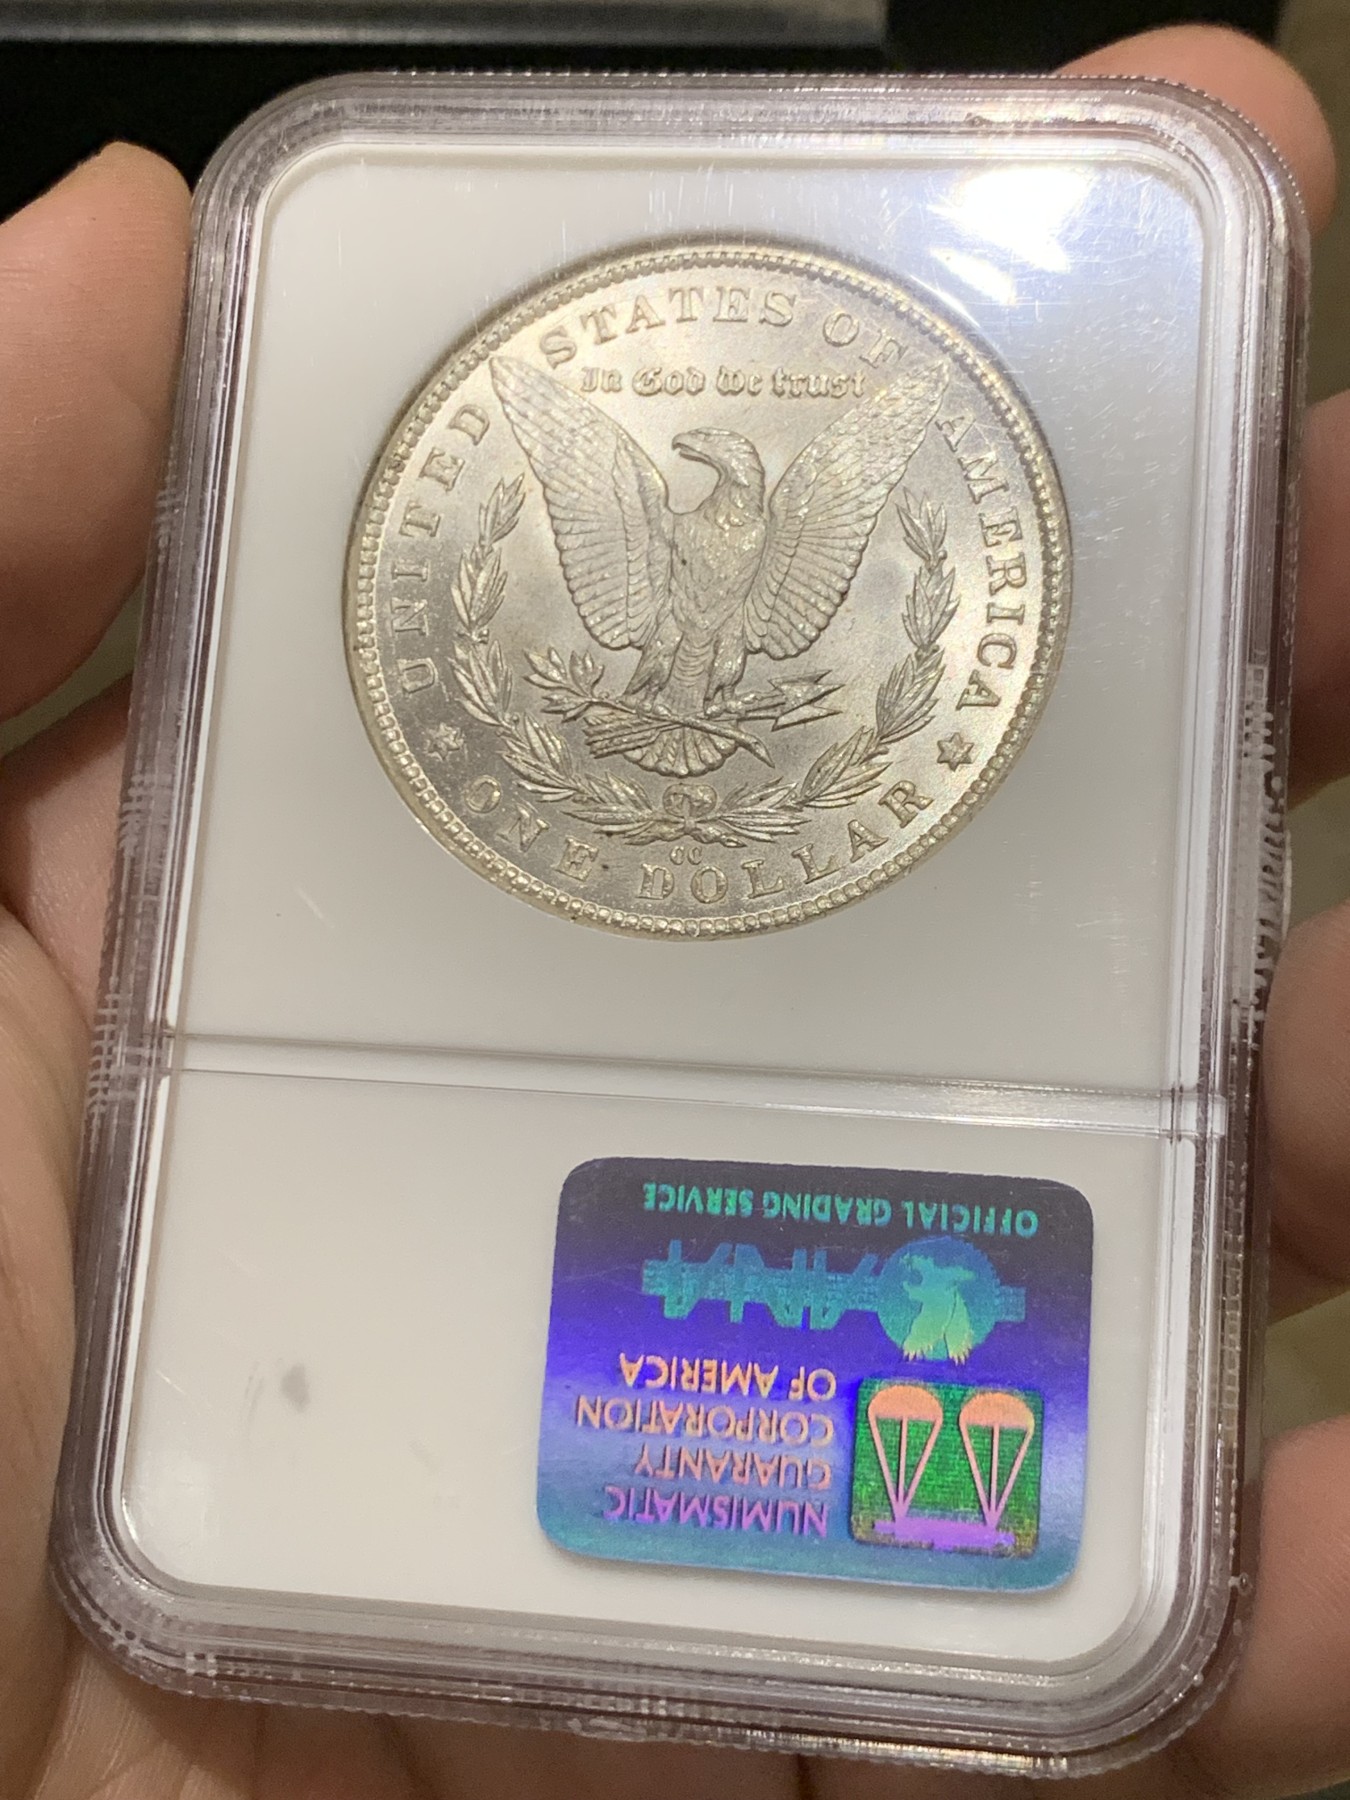 UNITED STATES OF AMERICA
In God we trust
CC
ONE DOLLAR
NUMISMATIC
GUARANTY
CORPORATION
OF AMERICA
OFFICIAL GRADING SERVICE